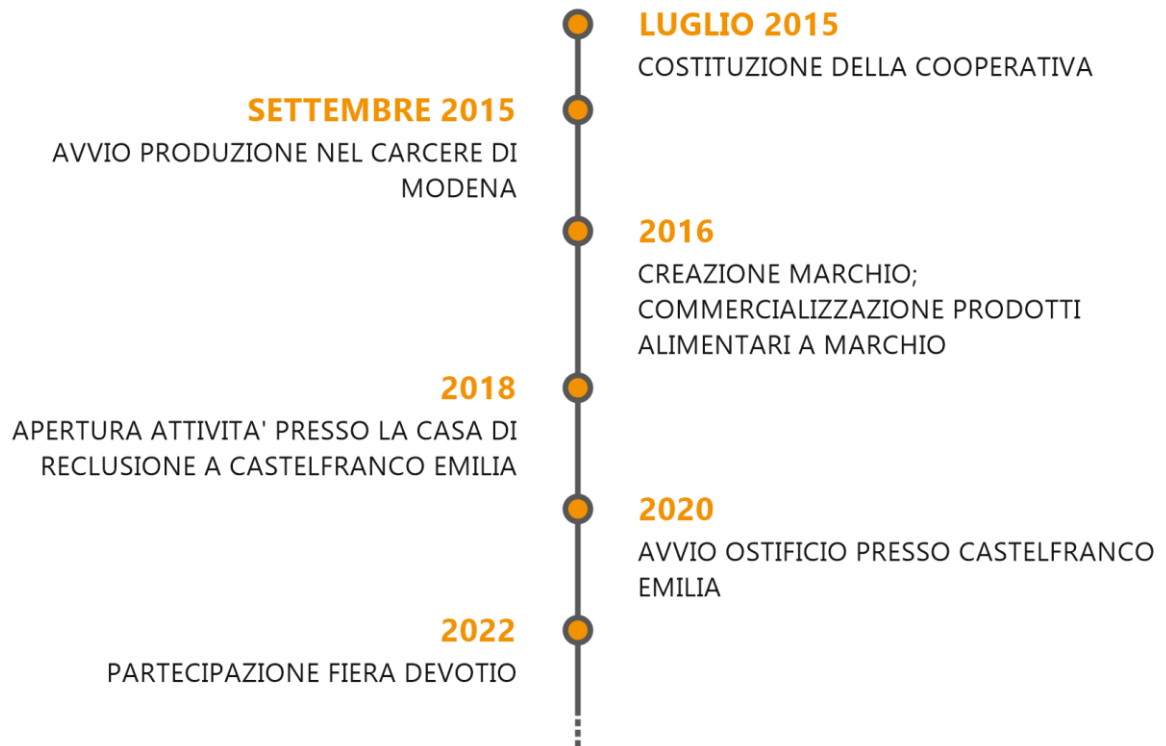 LUGLIO 2015
COSTITUZIONE DELLA COOPERATIVA
SETTEMBRE 2015
AVVIO PRODUZIONE NEL CARCERE DI
MODENA
2016
CREAZIONE MARCHIO;
COMMERCIALIZZAZIONE PRODOTTI
ALIMENTARI A MARCHIO
2018
APERTURA ATTIVITA' PRESSO LA CASA DI
RECLUSIONE A CASTELFRANCO EMILIA
2020
AVVIO OSTIFICIO PRESSO CASTELFRANCO
EMILIA
2022
PARTECIPAZIONE FIERA DEVOTIO